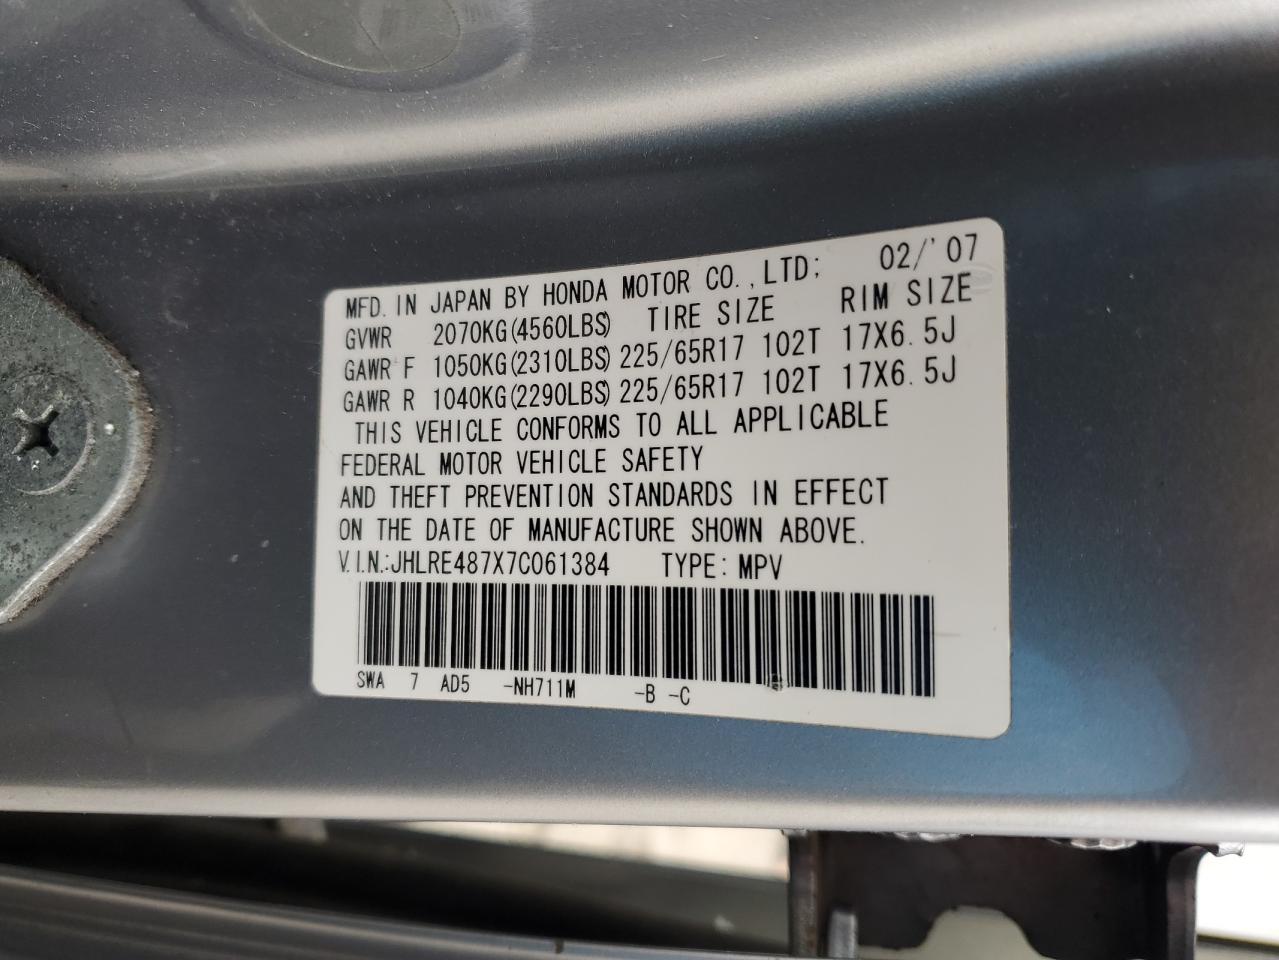 MFD. IN JAPAN BY HONDA MOTOR CO., LTD; 02/'07
GVWR 2070KG(4560LBS) TIRE SIZE RIM SIZE
GAWR F 1050KG(2310LBS) 225/65R17 102T 17X6.5J
GAWR R 1040KG(2290LBS) 225/65R17 102T 17X6.5J
THIS VEHICLE CONFORMS TO ALL APPLICABLE
FEDERAL MOTOR VEHICLE SAFETY
AND THEFT PREVENTION STANDARDS IN EFFECT
ON THE DATE OF MANUFACTURE SHOWN ABOVE.
V.I.N.:JHLRE487X7C061384 TYPE: MPV
SWA 7 AD5 -NH711M -B -C